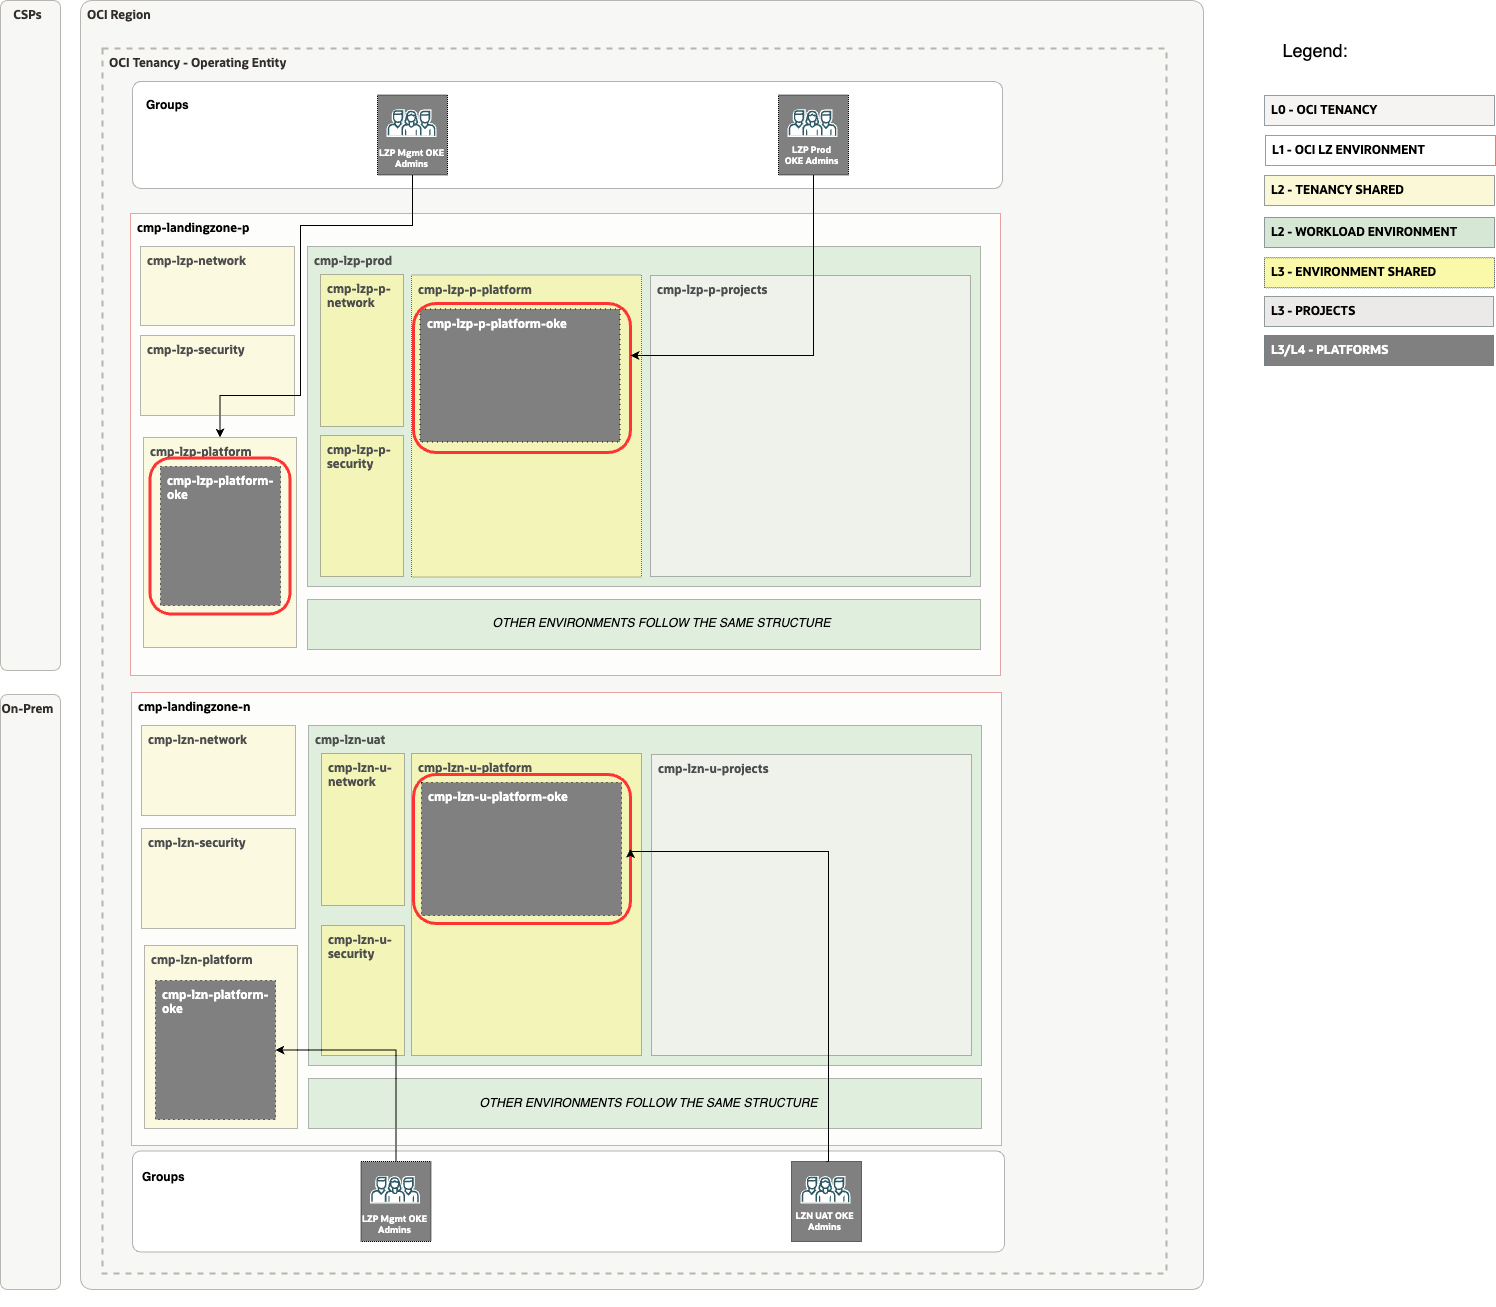 CSPs
OCI Region
OCI Tenancy - Operating Entity
Groups
LZP Mgmt OKE
Admins
LZP Prod
OKE Admins
cmp-landingzone-p
cmp-lzp-network
cmp-lzp-security
cmp-lzp-platform
cmp-lzp-platform-
oke
cmp-lzp-prod
cmp-lzp-p-
network
cmp-lzp-p-
security
cmp-lzp-p-platform
cmp-lzp-p-platform-oke
cmp-lzp-p-projects
OTHER ENVIRONMENTS FOLLOW THE SAME STRUCTURE
On-Prem
cmp-landingzone-n
cmp-lzn-network
cmp-lzn-security
cmp-lzn-platform
cmp-lzn-platform-
oke
cmp-lzn-uat
cmp-lzn-u-
network
cmp-lzn-u-
security
cmp-lzn-u-platform
cmp-lzn-u-platform-oke
cmp-lzn-u-projects
OTHER ENVIRONMENTS FOLLOW THE SAME STRUCTURE
Groups
LZP Mgmt OKE
Admins
LZN UAT OKE
Admins
Legend:
L0 - OCI TENANCY
L1 - OCI LZ ENVIRONMENT
L2 - TENANCY SHARED
L2 - WORKLOAD ENVIRONMENT
L3 - ENVIRONMENT SHARED
L3 - PROJECTS
L3/L4 - PLATFORMS